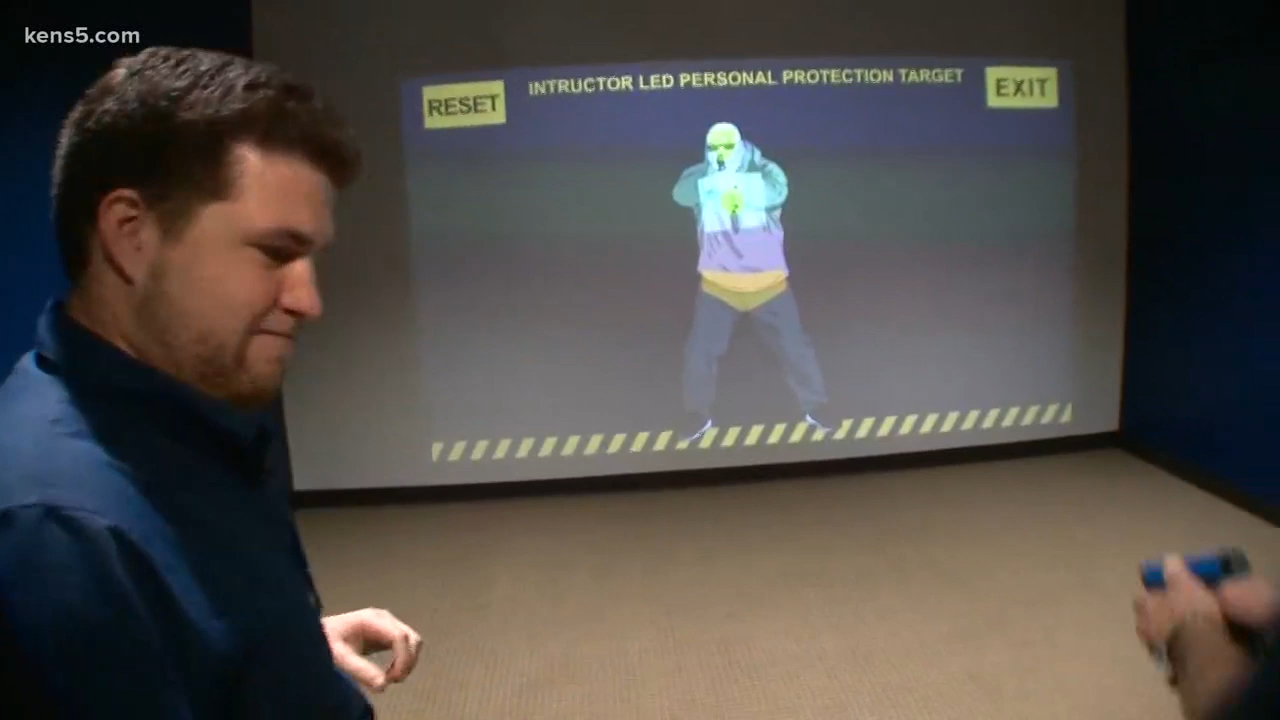 kens5.com
RESET
INTRUCTOR LED PERSONAL PROTECTION TARGET
EXIT